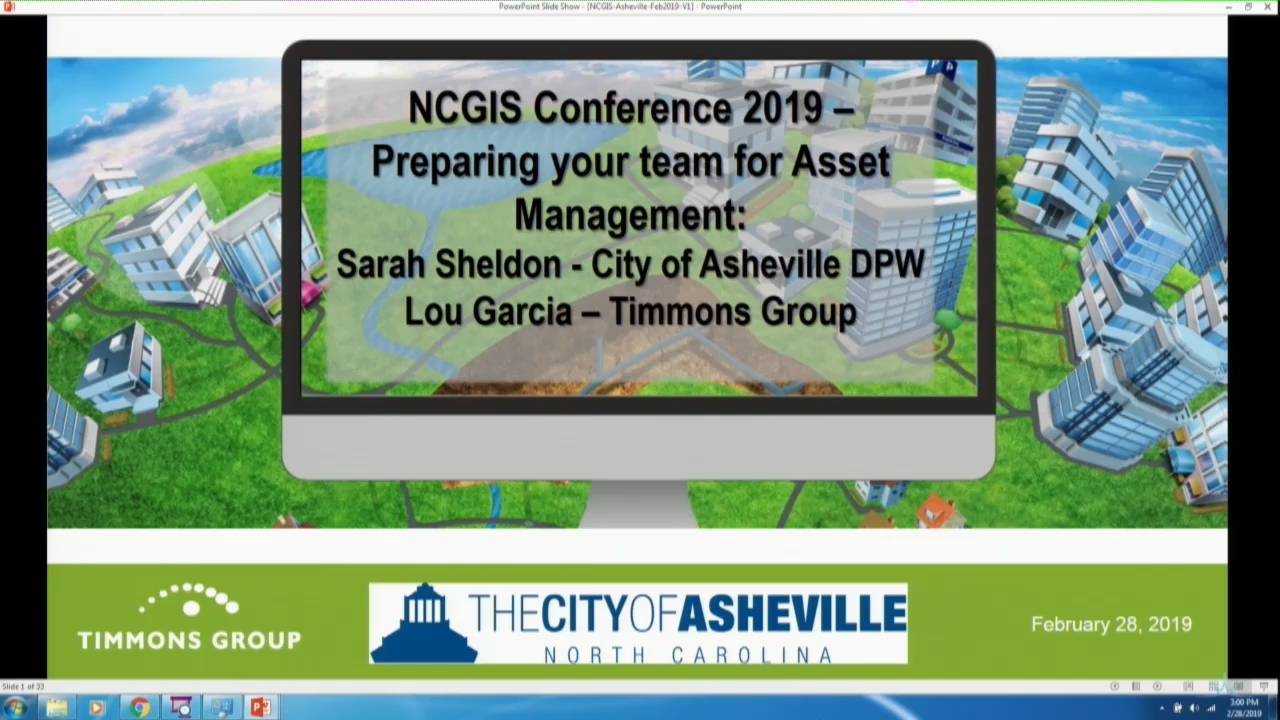 PowerPoint Slide Show - [NCGIS-Asheville-Feb2019-V1] - PowerPoint
NCGIS Conference 2019 –
Preparing your team for Asset
Management:
Sarah Sheldon - City of Asheville DPW
Lou Garcia – Timmons Group
TIMMONS GROUP
THECITYOFASHEVILLE
NORTH CAROLINA
February 28, 2019
Slide 1 of 33
3:00 PM
2/28/2019